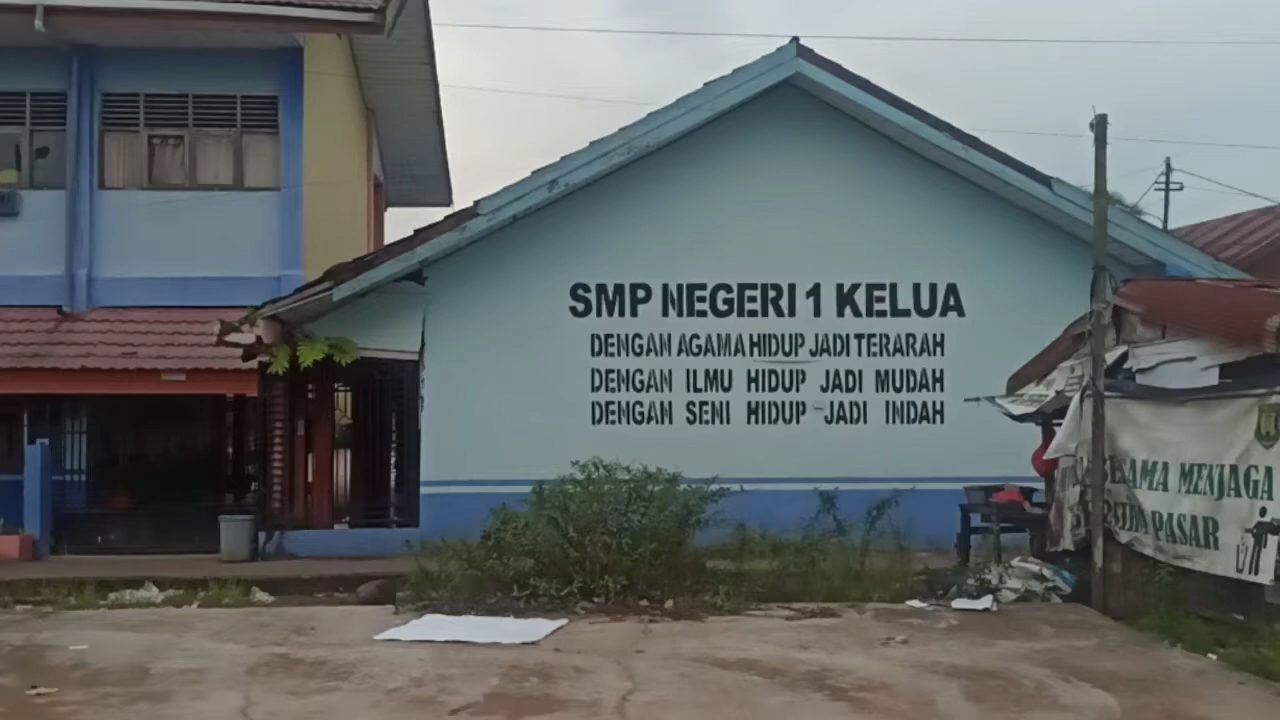 SMP NEGERI 1 KELUA
DENGAN AGAMA HIDUP JADI TERARAH
DENGAN ILMU HIDUP JADI MUDAH
DENGAN SENI HIDUP JADI INDAH
MENJAGA
PASAR